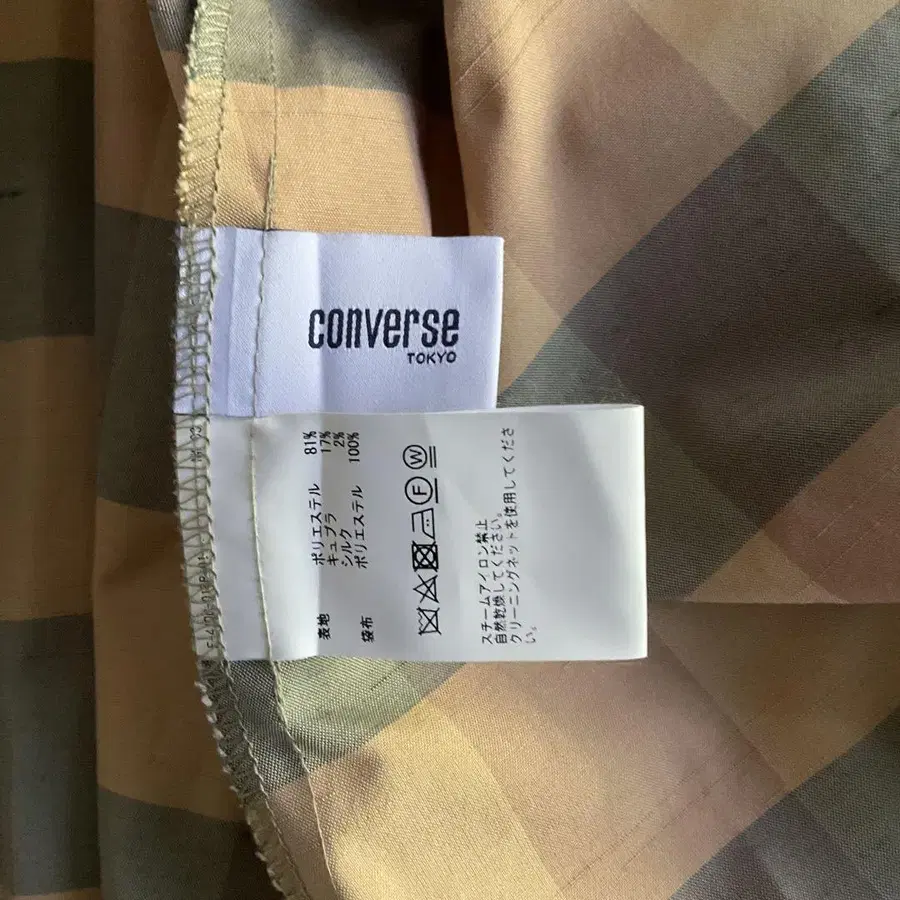 converse
TOKYO
表地 ポリエステル 81%
キュプラ 17%
シルク 2%
袋布 ポリエステル 100%
F
W
スチームアイロン禁止
自然乾燥してください。
クリーニングネットを使用してくださ
い。